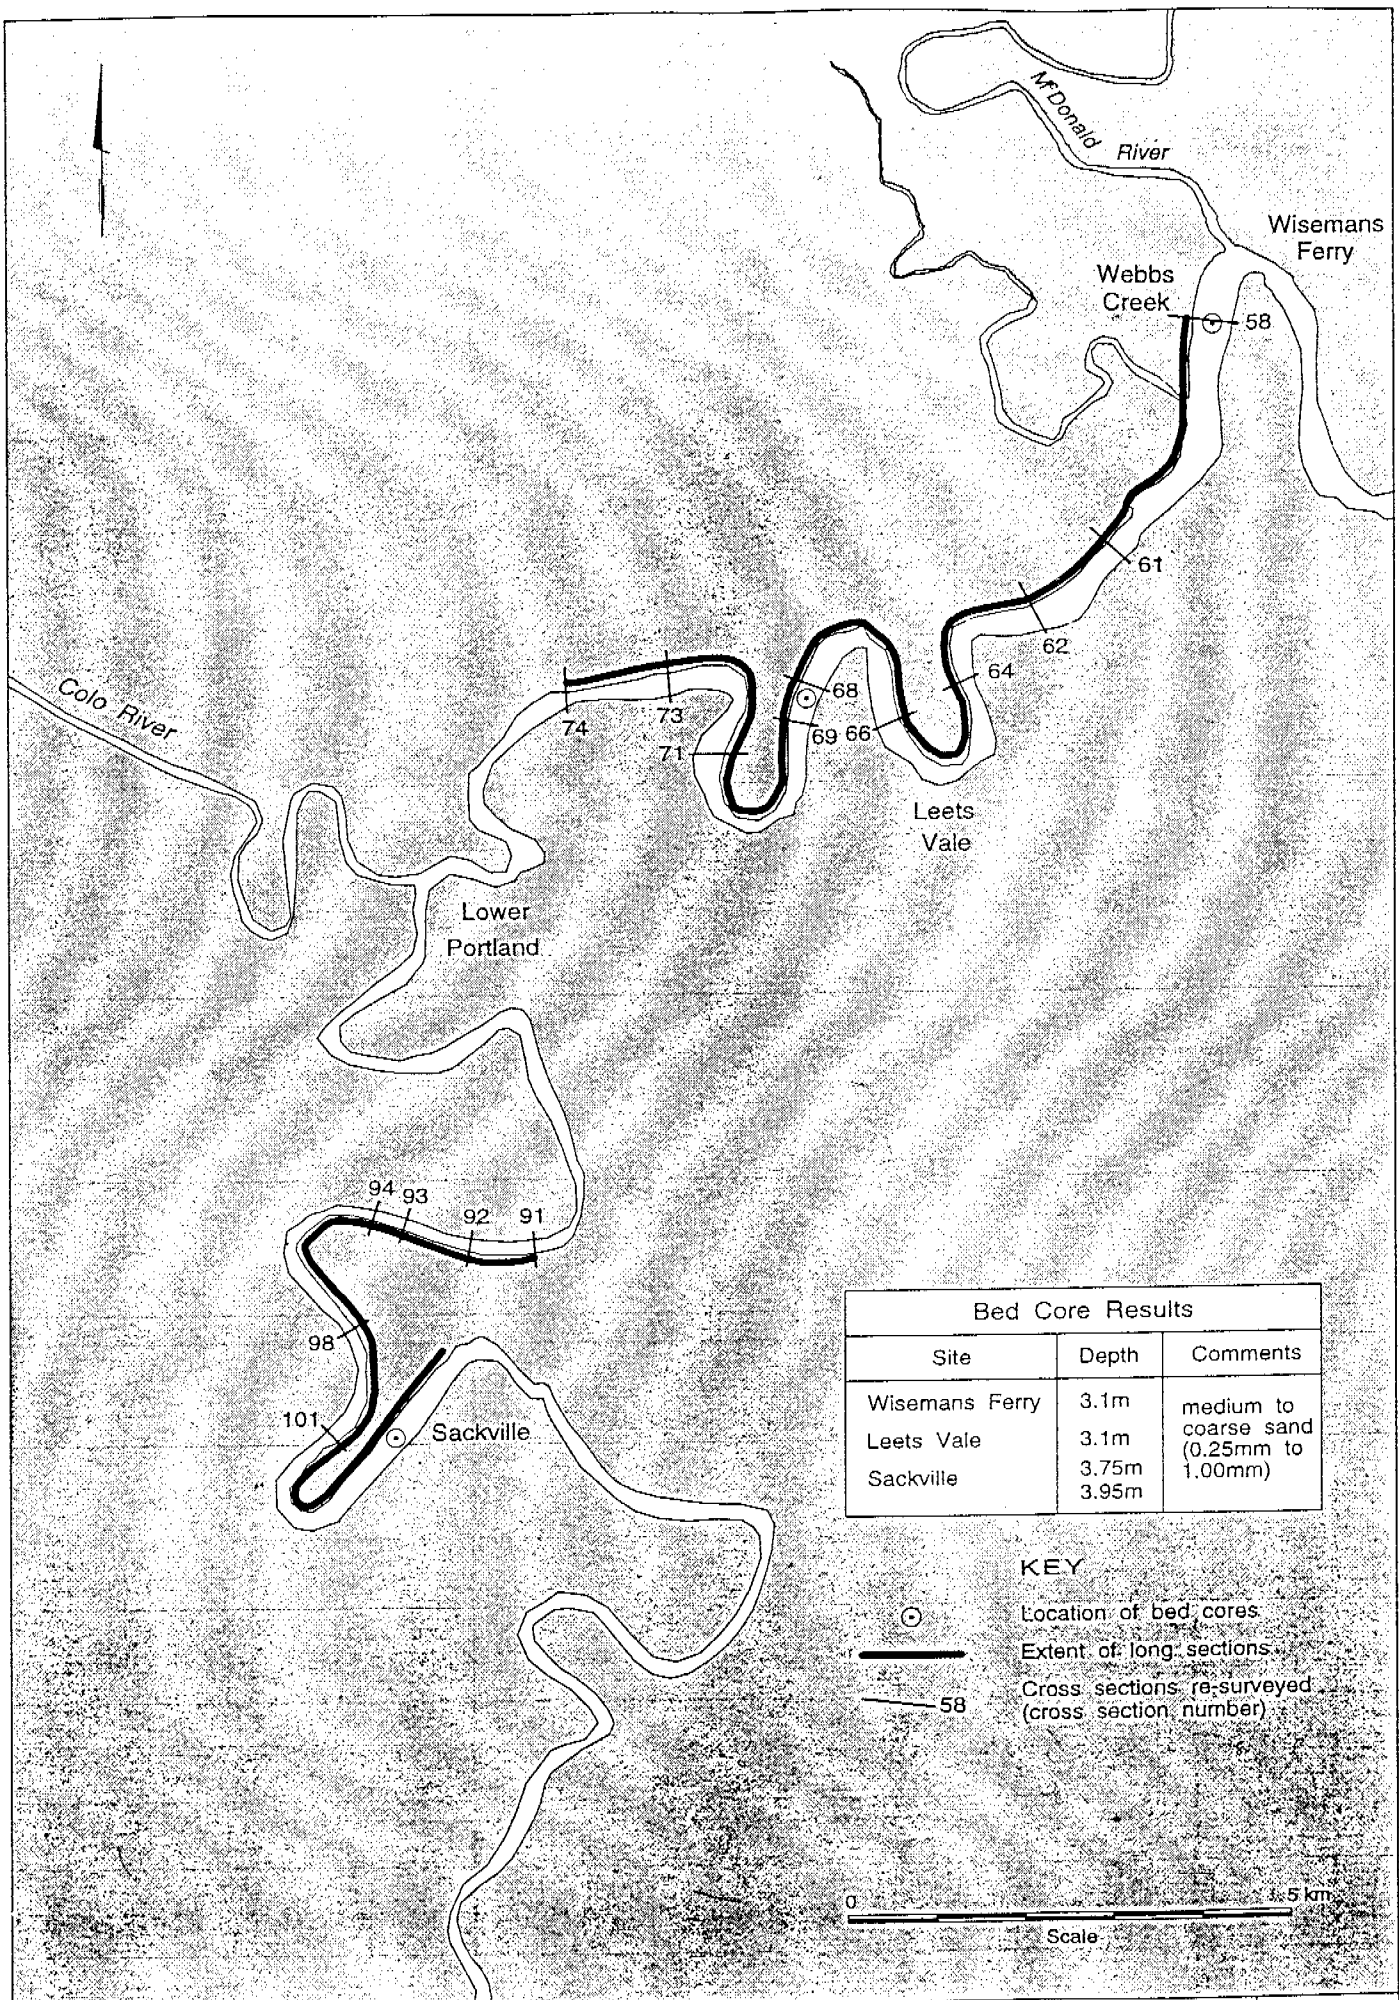 McDonald River
Wisemans
Ferry
Webbs
Creek
58
61
62
64
68
69
66
73
74
71
Leets
Vale
Colo River
Lower
Portland
94
93
92
91
98
101
Sackville
Bed Core Results
Site Depth Comments
Wisemans Ferry 3.1m
Leets Vale 3.1m
Sackville 3.75m
3.95m
medium to
coarse sand
(0.25mm to
1.00mm)
KEY
Location of bed cores
Extent of long sections
Cross sections re-surveyed
(cross section number)
58
0 5 km
Scale